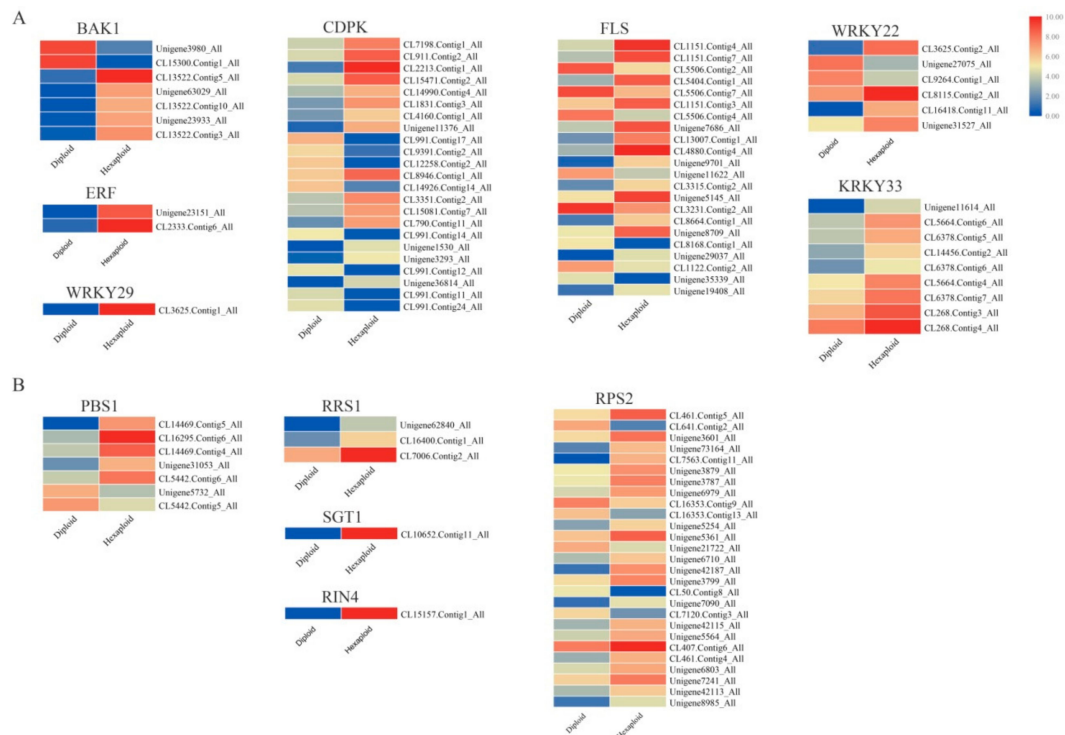 A
BAK1
Unigene3980_All
CL15300.Contig1_All
CL13522.Contig5_All
Unigene63029_All
CL13522.Contig10_All
Unigene23933_All
CL13522.Contig3_All
Diploid
Hexaploid
ERF
Unigene23151_All
CL2333.Contig6_All
Diploid
Hexaploid
WRKY29
CL3625.Contig1_All
Diploid
Hexaploid
CDPK
CL7198.Contig1_All
CL911.Contig2_All
CL2213.Contig1_All
CL15471.Contig2_All
CL14990.Contig4_All
CL1831.Contig3_All
CL4160.Contig1_All
Unigene11376_All
CL991.Contig17_All
CL9391.Contig2_All
CL12258.Contig2_All
CL8946.Contig1_All
CL14926.Contig14_All
CL3351.Contig2_All
CL15081.Contig7_All
CL790.Contig11_All
CL991.Contig14_All
Unigene1530_All
Unigene3293_All
CL991.Contig12_All
Unigene36814_All
CL991.Contig11_All
CL991.Contig24_All
Diploid
Hexaploid
FLS
CL1151.Contig4_All
CL1151.Contig7_All
CL5506.Contig2_All
CL5404.Contig1_All
CL5506.Contig7_All
CL1151.Contig3_All
CL5506.Contig4_All
Unigene7686_All
CL13007.Contig1_All
CL4880.Contig4_All
Unigene9701_All
Unigene11622_All
CL3315.Contig2_All
Unigene5145_All
CL3231.Contig2_All
CL8664.Contig1_All
Unigene8709_All
CL8168.Contig1_All
Unigene29037_All
CL1122.Contig2_All
Unigene35339_All
Unigene19408_All
Diploid
Hexaploid
WRKY22
CL3625.Contig2_All
Unigene27075_All
CL9264.Contig1_All
CL8115.Contig2_All
CL16418.Contig11_All
Unigene31527_All
Diploid
Hexaploid
KRKY33
Unigene11614_All
CL5664.Contig6_All
CL6378.Contig5_All
CL14456.Contig2_All
CL6378.Contig6_All
CL5664.Contig4_All
CL6378.Contig7_All
CL268.Contig3_All
CL268.Contig4_All
Diploid
Hexaploid
10.00
8.00
6.00
4.00
2.00
0.00
B
PBS1
CL14469.Contig5_All
CL16295.Contig6_All
CL14469.Contig4_All
Unigene31053_All
CL5442.Contig6_All
Unigene5732_All
CL5442.Contig5_All
Diploid
Hexaploid
RRS1
Unigene62840_All
CL16400.Contig1_All
CL7006.Contig2_All
Diploid
Hexaploid
SGT1
CL10652.Contig11_All
Diploid
Hexaploid
RIN4
CL15157.Contig1_All
Diploid
Hexaploid
RPS2
CL461.Contig5_All
CL641.Contig2_All
Unigene3601_All
Unigene73164_All
CL7563.Contig11_All
Unigene3879_All
Unigene3787_All
Unigene6979_All
CL16353.Contig9_All
CL16353.Contig13_All
Unigene5254_All
Unigene5361_All
Unigene21722_All
Unigene6710_All
Unigene42187_All
Unigene3799_All
CL50.Contig8_All
Unigene7090_All
CL7120.Contig3_All
Unigene42115_All
Unigene5564_All
CL407.Contig6_All
CL461.Contig4_All
Unigene6803_All
Unigene7241_All
Unigene42113_All
Unigene8985_All
Diploid
Hexaploid